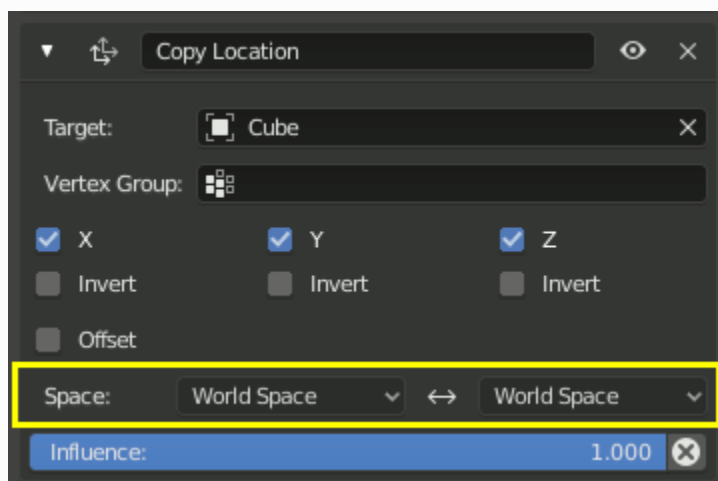 Copy Location
Target: Cube
Vertex Group:
X Y Z
Invert Invert Invert
Offset
Space: World Space World Space
Influence: 1.000